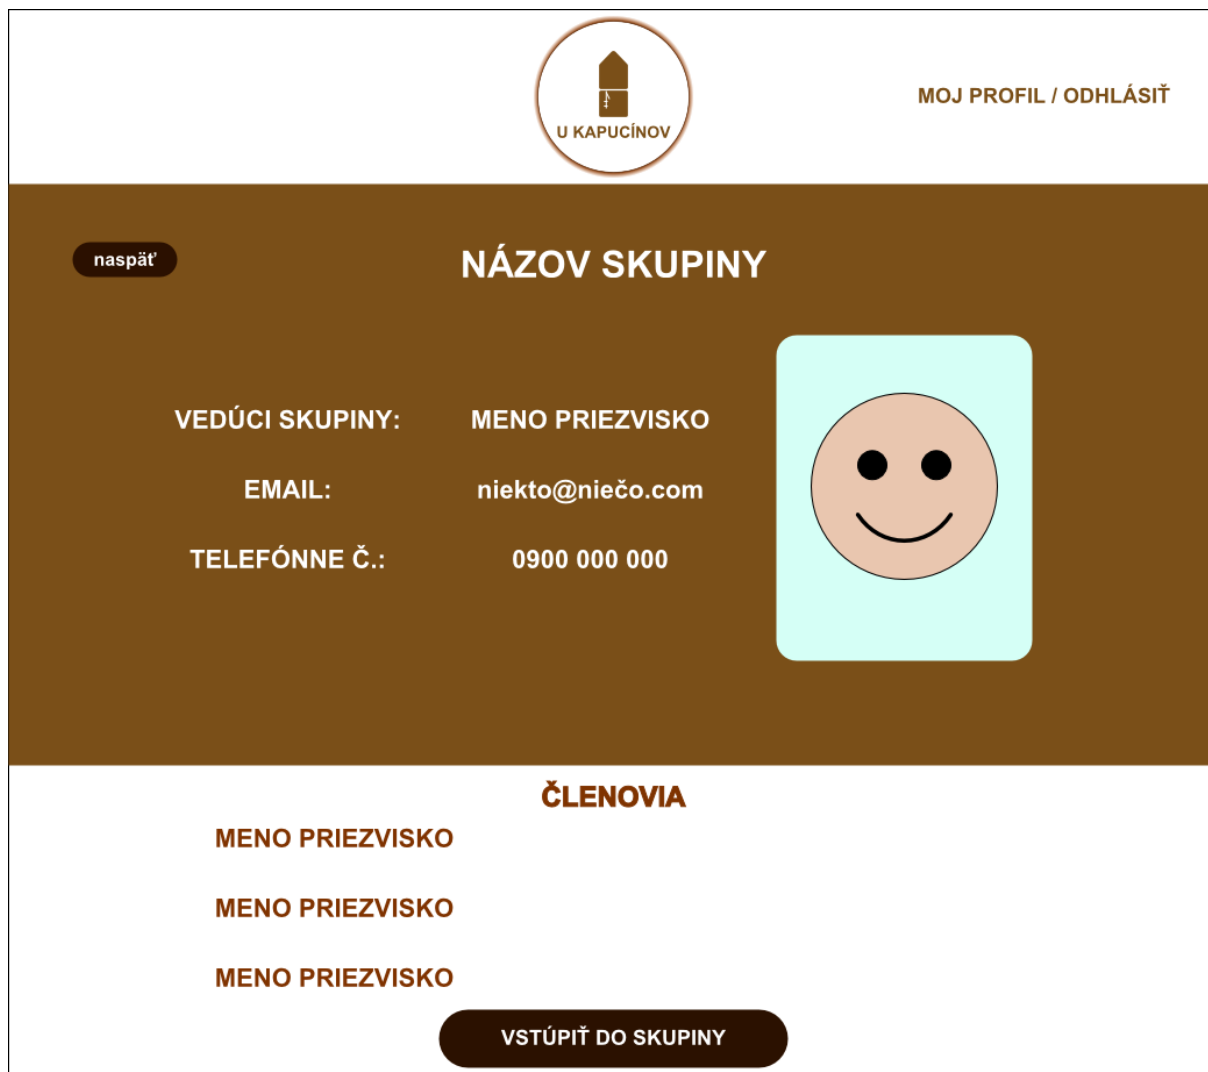 U KAPUCÍNOV
MOJ PROFIL / ODHLÁSIŤ
naspäť
NÁZOV SKUPINY
VEDÚCI SKUPINY: MENO PRIEZVISKO
EMAIL: niekto@niečo.com
TELEFÓNNE Č.: 0900 000 000
ČLENOVIA
MENO PRIEZVISKO
MENO PRIEZVISKO
MENO PRIEZVISKO
VSTÚPIŤ DO SKUPINY